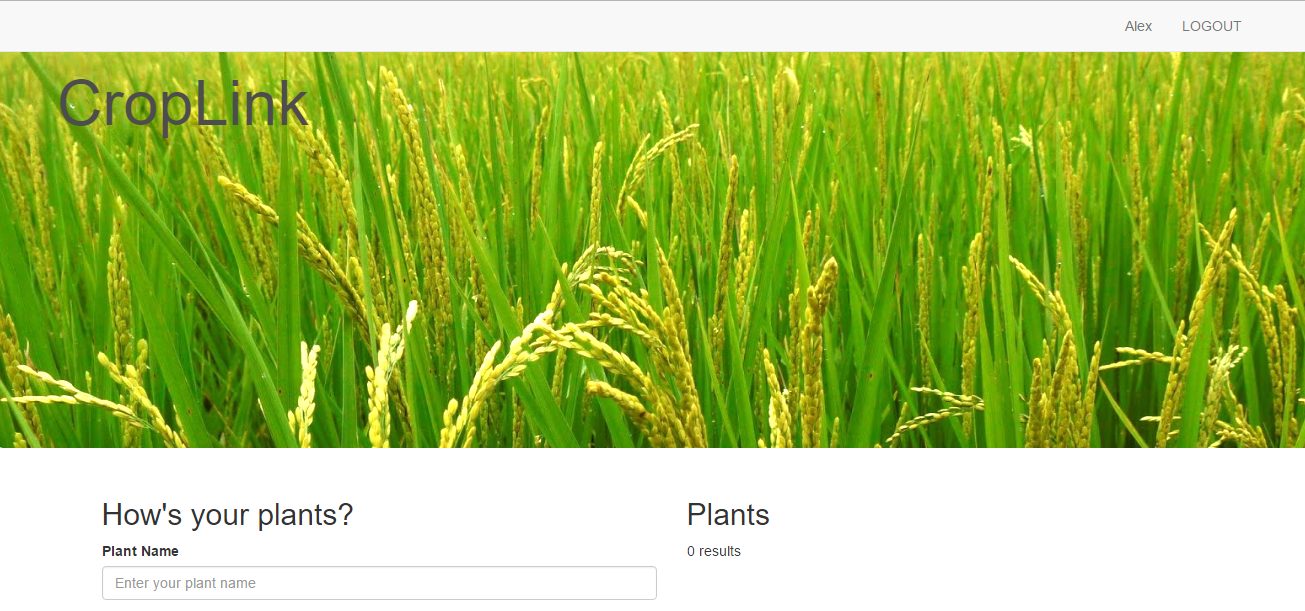 Alex LOGOUT
CropLink
How's your plants?
Plant Name
Enter your plant name
Plants
0 results